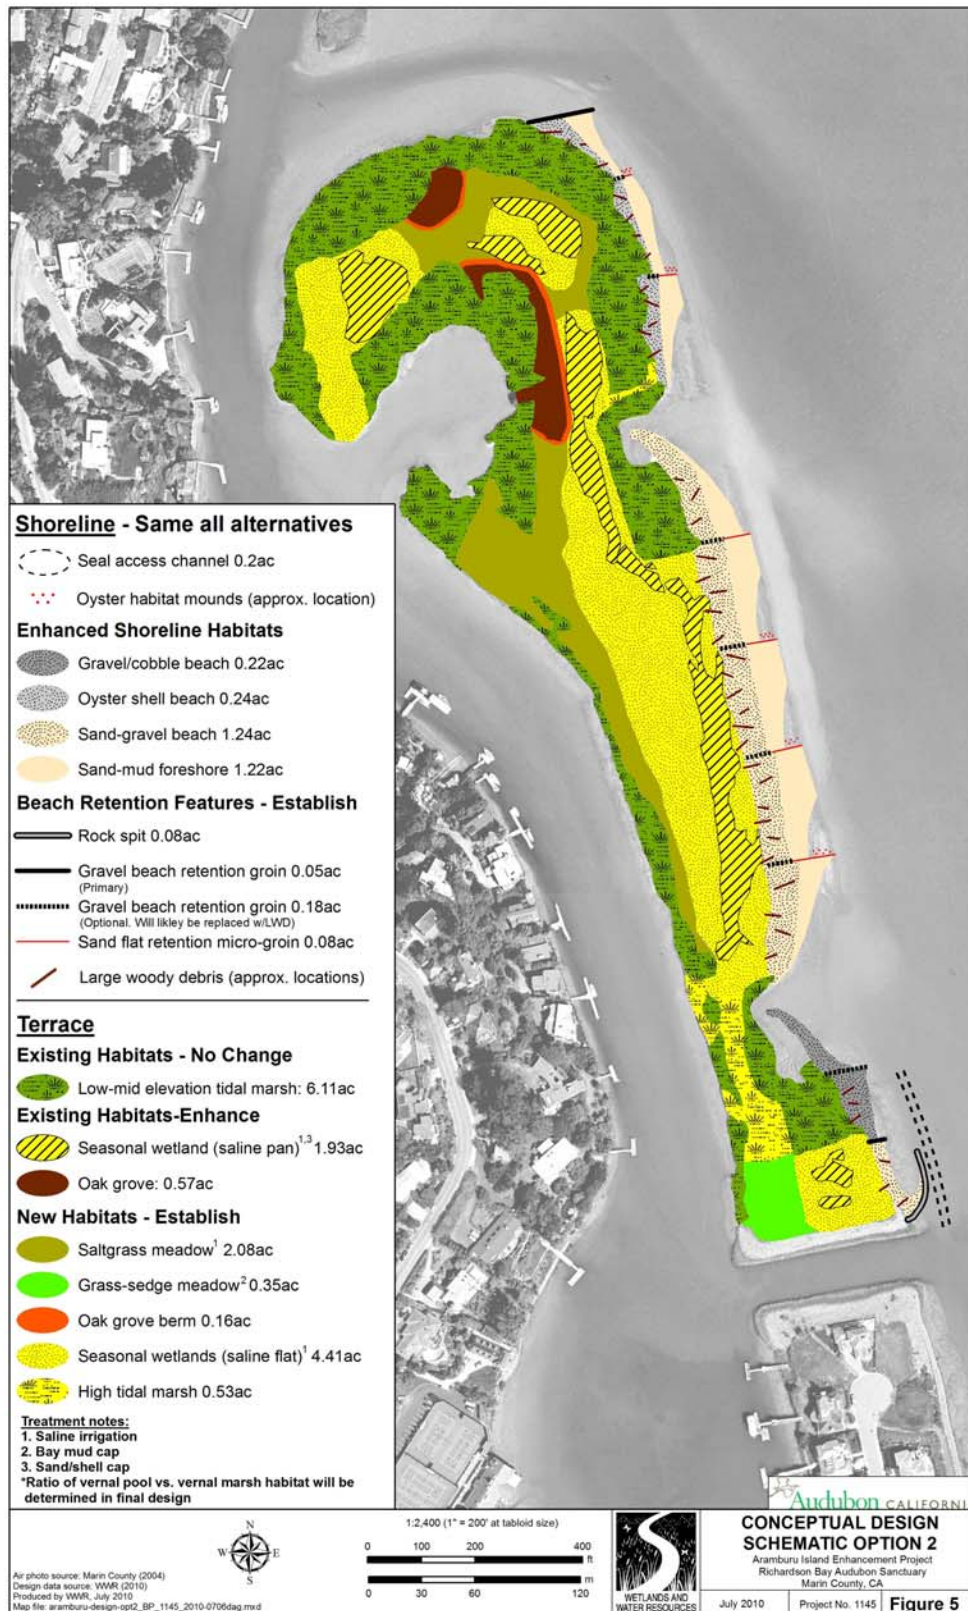 Shoreline - Same all alternatives
Seal access channel 0.2ac
Oyster habitat mounds (approx. location)
Enhanced Shoreline Habitats
Gravel/cobble beach 0.22ac
Oyster shell beach 0.24ac
Sand-gravel beach 1.24ac
Sand-mud foreshore 1.22ac
Beach Retention Features - Establish
Rock spit 0.08ac
Gravel beach retention groin 0.05ac
(Primary)
Gravel beach retention groin 0.18ac
(Optional. Will likley be replaced w/LWD)
Sand flat retention micro-groin 0.08ac
Large woody debris (approx. locations)
Terrace
Existing Habitats - No Change
Low-mid elevation tidal marsh: 6.11ac
Existing Habitats-Enhance
Seasonal wetland (saline pan)1,3 1.93ac
Oak grove: 0.57ac
New Habitats - Establish
Saltgrass meadow1 2.08ac
Grass-sedge meadow2 0.35ac
Oak grove berm 0.16ac
Seasonal wetlands (saline flat)1 4.41ac
High tidal marsh 0.53ac
Treatment notes:
1. Saline irrigation
2. Bay mud cap
3. Sand/shell cap
*Ratio of vernal pool vs. vernal marsh habitat will be
determined in final design
Audubon CALIFORNIA
N
W E
S
Air photo source: Marin County (2004)
Design data source: WWR (2010)
Produced by WWR, July 2010
Map file: aramburu-design-opt2_BP_1145_2010-0706dag.mxd
1:2,400 (1" = 200' at tabloid size)
0 100 200 400
ft
m
0 30 60 120
WETLANDS AND
WATER RESOURCES
CONCEPTUAL DESIGN
SCHEMATIC OPTION 2
Aramburu Island Enhancement Project
Richardson Bay Audubon Sanctuary
Marin County, CA
July 2010 Project No. 1145 Figure 5